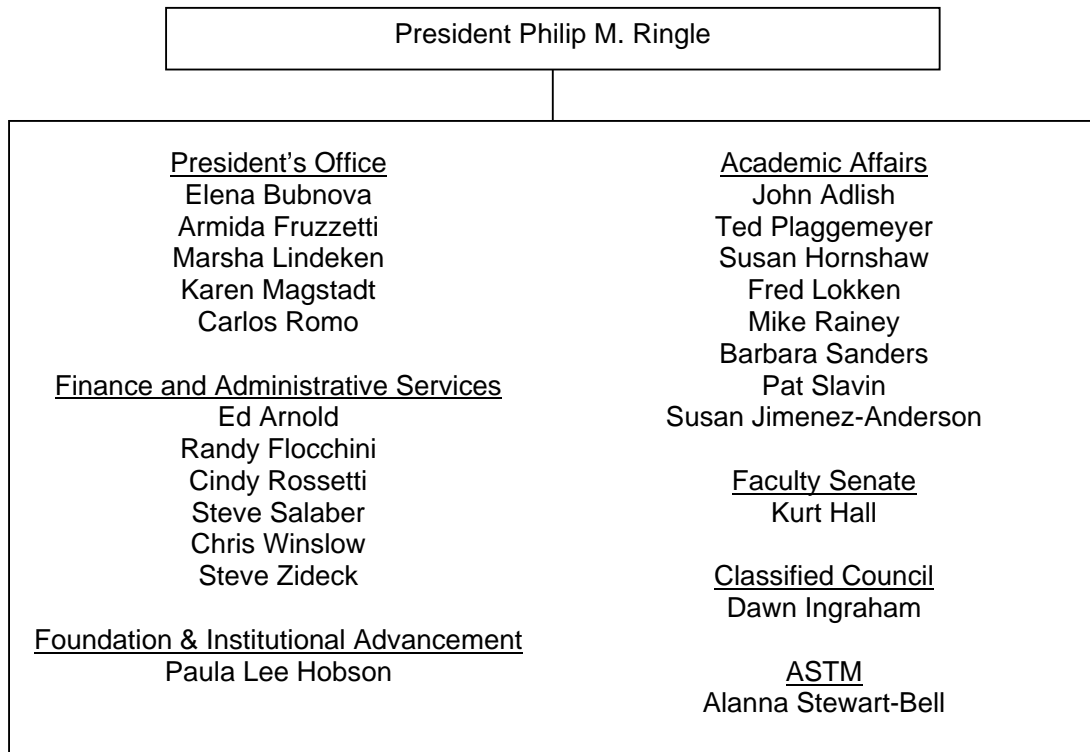 President Philip M. Ringle
President’s Office
Elena Bubnova
Armida Fruzzetti
Marsha Lindeken
Karen Magstadt
Carlos Romo
Finance and Administrative Services
Ed Arnold
Randy Flocchini
Cindy Rossetti
Steve Salaber
Chris Winslow
Steve Zideck
Foundation & Institutional Advancement
Paula Lee Hobson
Academic Affairs
John Adlish
Ted Plaggemeyer
Susan Hornshaw
Fred Lokken
Mike Rainey
Barbara Sanders
Pat Slavin
Susan Jimenez-Anderson
Faculty Senate
Kurt Hall
Classified Council
Dawn Ingraham
ASTM
Alanna Stewart-Bell